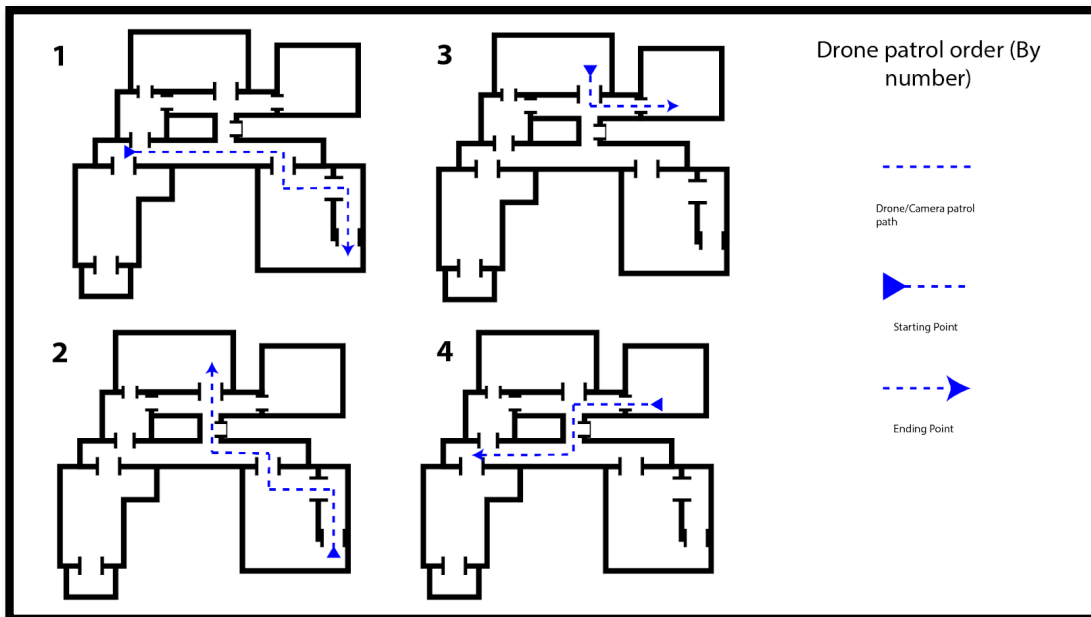 1
3
Drone patrol order (By
number)
Drone/Camera patrol
path
Starting Point
2
4
Ending Point